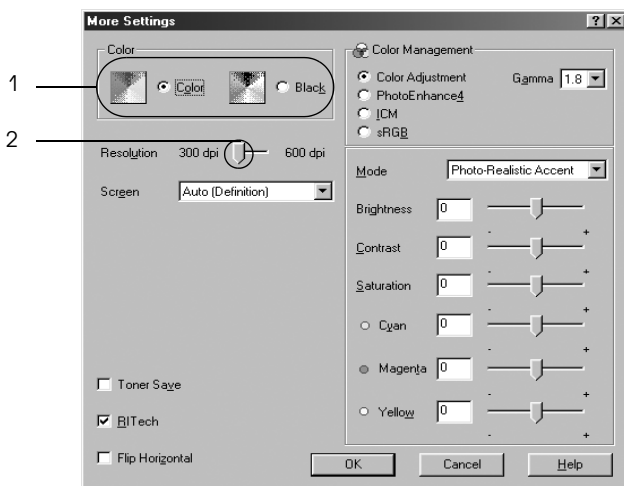 More Settings
1
2
Color
Color
Black
Resolution 300 dpi 600 dpi
Screen Auto (Definition)
Toner Save
RITech
Flip Horizontal
Color Management
Color Adjustment Gamma 1.8
PhotoEnhance4
ICM
sRGB
Mode Photo-Realistic Accent
Brightness 0
- +
Contrast 0
- +
Saturation 0
- +
Cyan 0
- +
Magenta 0
- +
Yellow 0
- +
OK Cancel Help